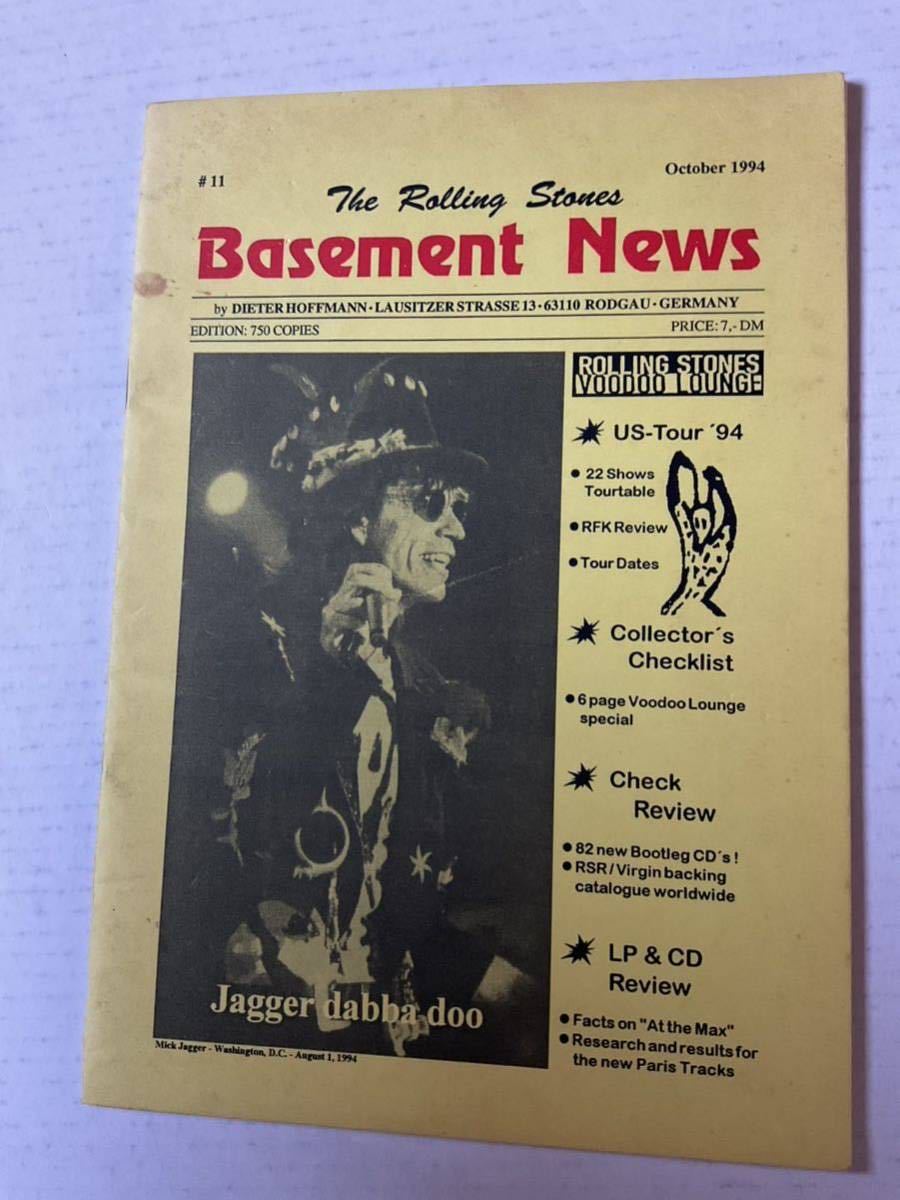 #11
October 1994
The Rolling Stones
Basement News
by DIETER HOFFMANN · LAUSITZER STRASSE 13 · 63110 RODGAU · GERMANY
EDITION: 750 COPIES
PRICE: 7,- DM
ROLLING STONES
VOODOO LOUNGE
US-Tour ´94
• 22 Shows
Tourtable
• RFK Review
• Tour Dates
Collector´s
Checklist
• 6 page Voodoo Lounge
special
Check
Review
• 82 new Bootleg CD´s !
• RSR / Virgin backing
catalogue worldwide
LP & CD
Review
• Facts on "At the Max"
• Research and results for
the new Paris Tracks
Jagger dabba doo
Mick Jagger - Washington, D.C. - August 1, 1994